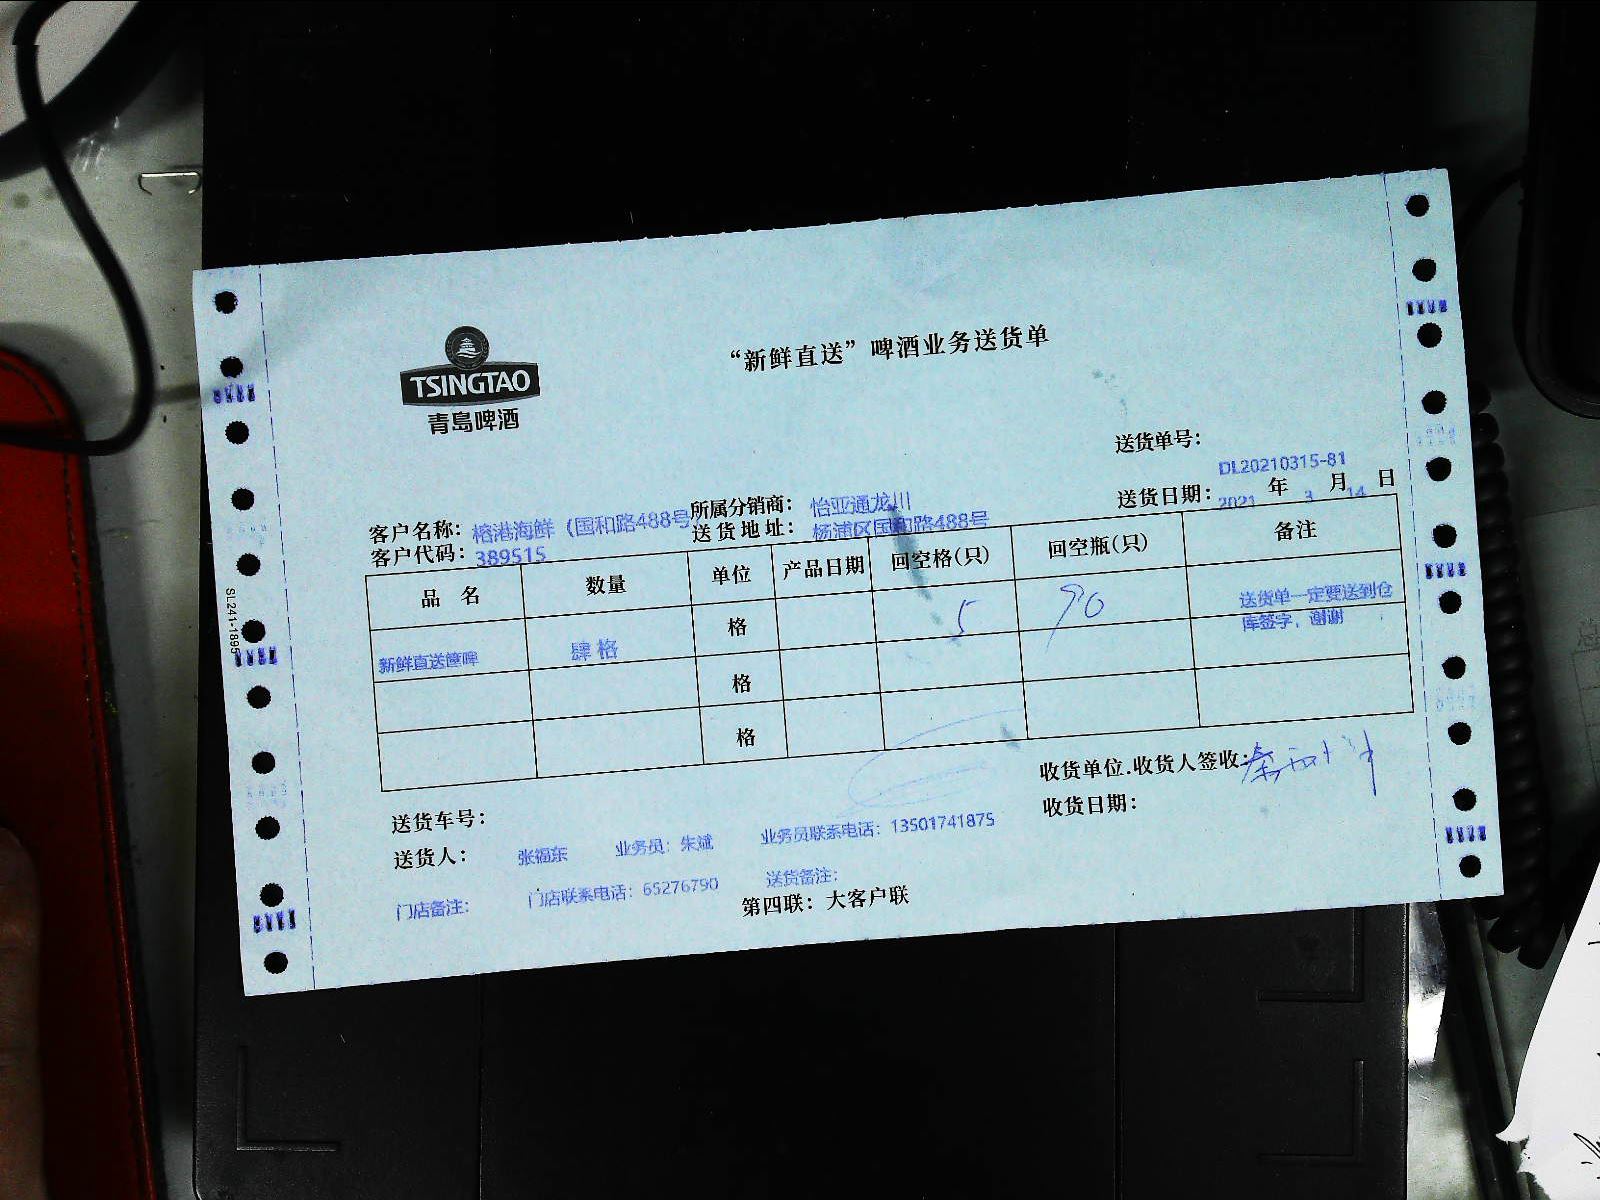 TSINGTAO
青岛啤酒
“新鲜直送”啤酒业务送货单
送货单号：
DL20210315-81
送货日期：2021 年 3 月 14 日
客户名称：榕港海鲜（国和路488号 所属分销商：怡亚通龙川
客户代码：389515 送货地址：杨浦区国和路488号
品 名 数量 单位 产品日期 回空格(只) 回空瓶(只) 备注
新鲜直送筐啤 肆格 格 5 90 送货单一定要送到仓
库签字，谢谢
格
格
收货单位.收货人签收:
收货日期：
送货车号：
送货人： 张福东 业务员：朱斌 业务员联系电话：13501741875
门店备注: 门店联系电话：65276790 送货备注:
第四联：大客户联
SL241-1895